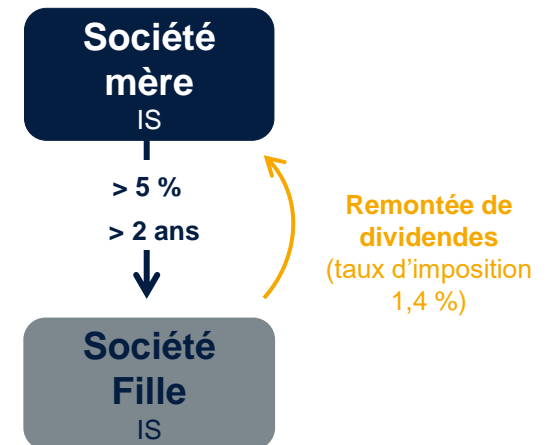 Société
mère
IS
> 5 %
> 2 ans
Remontée de
dividendes
(taux d’imposition
1,4 %)
Société
Fille
IS